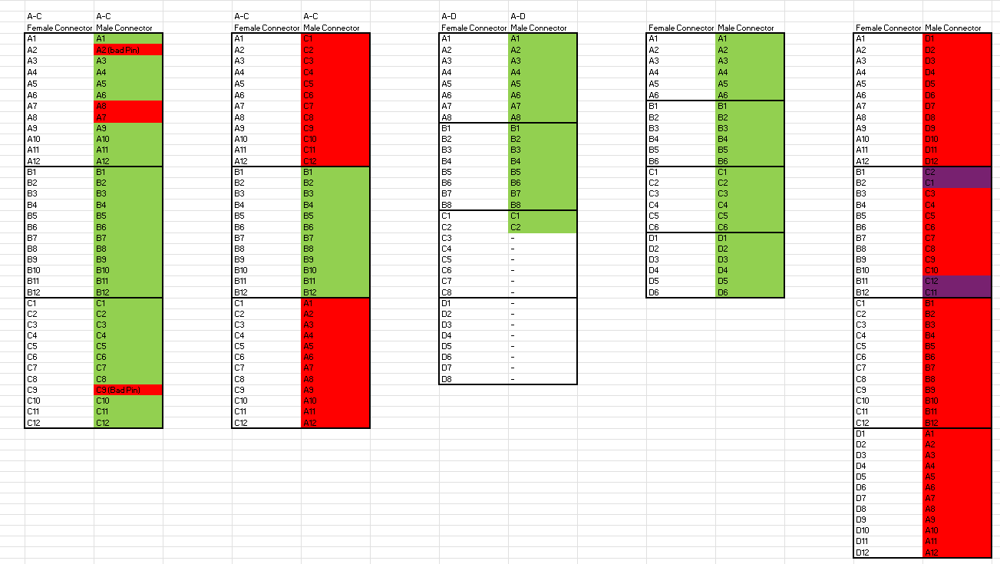 A-C A-C A-C A-C A-D A-D
Female Connector Male Connector Female Connector Male Connector Female Connector Male Connector Female Connector Male Connector Female Connector Male Connector
A1 A1 A1 C1 A1 A1 A1 A1 A1 D1
A2 A2 (bad Pin) A2 C2 A2 A2 A2 A2 A2 D2
A3 A3 A3 C3 A3 A3 A3 A3 A3 D3
A4 A4 A4 C4 A4 A4 A4 A4 A4 D4
A5 A5 A5 C5 A5 A5 A5 A5 A5 D5
A6 A6 A6 C6 A6 A6 A6 A6 A6 D6
A7 A8 A7 C7 A7 A7 B1 B1 A7 D7
A8 A7 A8 C8 A8 A8 B2 B2 A8 D8
A9 A9 A9 C9 B1 B1 B3 B3 A9 D9
A10 A10 A10 C10 B2 B2 B4 B4 A10 D10
A11 A11 A11 C11 B3 B3 B5 B5 A11 D11
A12 A12 A12 C12 B4 B4 B6 B6 A12 D12
B1 B1 B1 B1 B5 B5 C1 C1 B1 C2
B2 B2 B2 B2 B6 B6 C2 C2 B2 C1
B3 B3 B3 B3 B7 B7 C3 C3 B3 C3
B4 B4 B4 B4 B8 B8 C4 C4 B4 C4
B5 B5 B5 B5 C1 C1 C5 C5 B5 C5
B6 B6 B6 B6 C2 C2 C6 C6 B6 C6
B7 B7 B7 B7 C3 - D1 D1 B7 C7
B8 B8 B8 B8 C4 - D2 D2 B8 C8
B9 B9 B9 B9 C5 - D3 D3 B9 C9
B10 B10 B10 B10 C6 - D4 D4 B10 C10
B11 B11 B11 B11 C7 - D5 D5 B11 C12
B12 B12 B12 B12 C8 - D6 D6 B12 C11
C1 C1 C1 A1 D1 - C1 B1
C2 C2 C2 A2 D2 - C2 B2
C3 C3 C3 A3 D3 - C3 B3
C4 C4 C4 A4 D4 - C4 B4
C5 C5 C5 A5 D5 - C5 B5
C6 C6 C6 A6 D6 - C6 B6
C7 C7 C7 A7 D7 - C7 B7
C8 C8 C8 A8 D8 - C8 B8
C9 C9 (Bad Pin) C9 A9 C9 B9
C10 C10 C10 A10 C10 B10
C11 C11 C11 A11 C11 B11
C12 C12 C12 A12 C12 B12
D1 A1
D2 A2
D3 A3
D4 A4
D5 A5
D6 A6
D7 A7
D8 A8
D9 A9
D10 A10
D11 A11
D12 A12